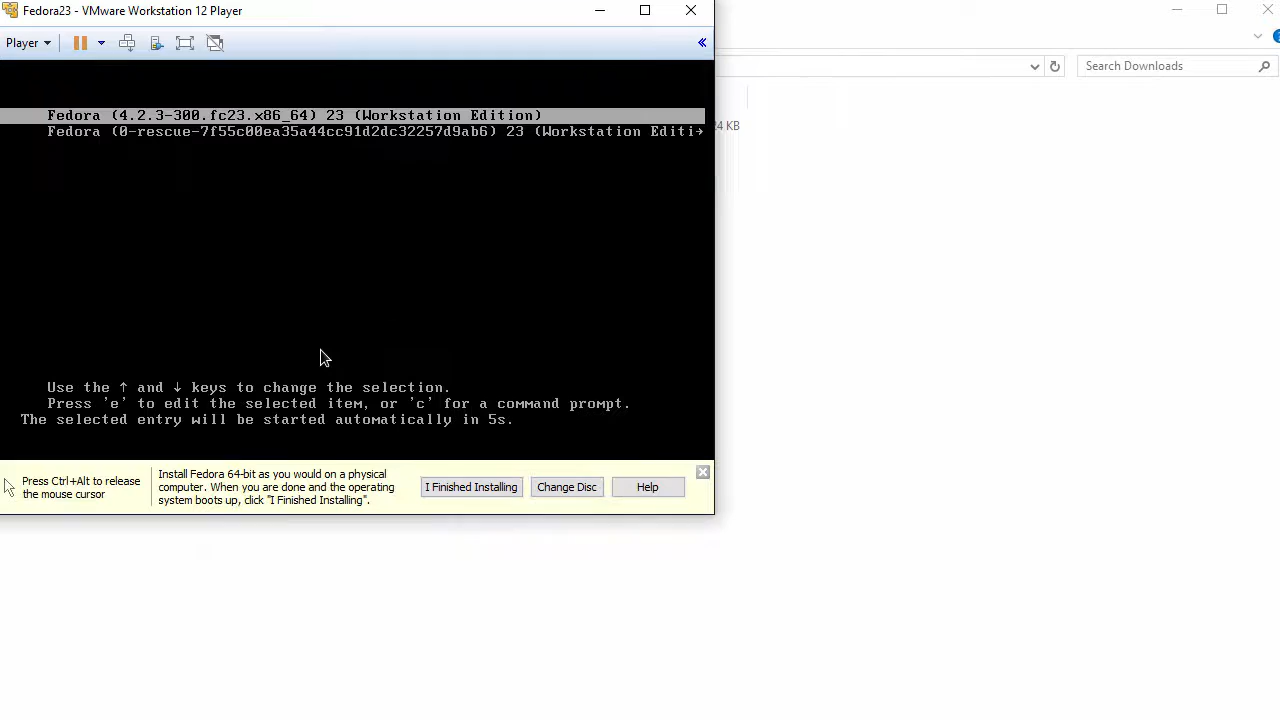 Fedora23 - VMware Workstation 12 Player
Player
Search Downloads
Fedora (4.2.3-300.fc23.x86_64) 23 (Workstation Edition)
Fedora (0-rescue-7f55c00ea35a44cc91d2dc32257d9ab6) 23 (Workstation Editi→
24 KB
Use the ↑ and ↓ keys to change the selection.
Press 'e' to edit the selected item, or 'c' for a command prompt.
The selected entry will be started automatically in 5s.
Press Ctrl+Alt to release
the mouse cursor
Install Fedora 64-bit as you would on a physical
computer. When you are done and the operating
system boots up, click "I Finished Installing".
I Finished Installing
Change Disc
Help